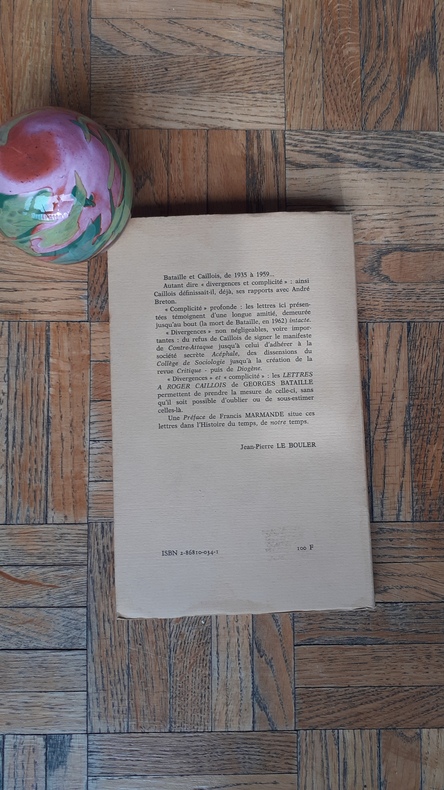 Bataille et Caillois, de 1935 à 1959...
Autant dire « divergences et complicité » : ainsi
Caillois définissait-il, déjà, ses rapports avec André
Breton.
« Complicité » profonde : les lettres ici présen-
tées témoignent d'une longue amitié, demeurée
jusqu'au bout (la mort de Bataille, en 1962) intacte.
« Divergences » non négligeables, voire impor-
tantes : du refus de Caillois de signer le manifeste
de Contre-Attaque jusqu'à celui d'adhérer à la
société secrète Acéphale, des dissensions du
Collège de Sociologie jusqu'à la création de la
revue Critique - puis de Diogène.
« Divergences » et « complicité » : les LETTRES
A ROGER CAILLOIS de GEORGES BATAILLE
permettent de prendre la mesure de celle-ci, sans
qu'il soit possible d'oublier ou de sous-estimer
celles-là.
Une Préface de Francis MARMANDE situe ces
lettres dans l'Histoire du temps, de notre temps.
Jean-Pierre LE BOULER
ISBN 2-86810-034-1
100 F